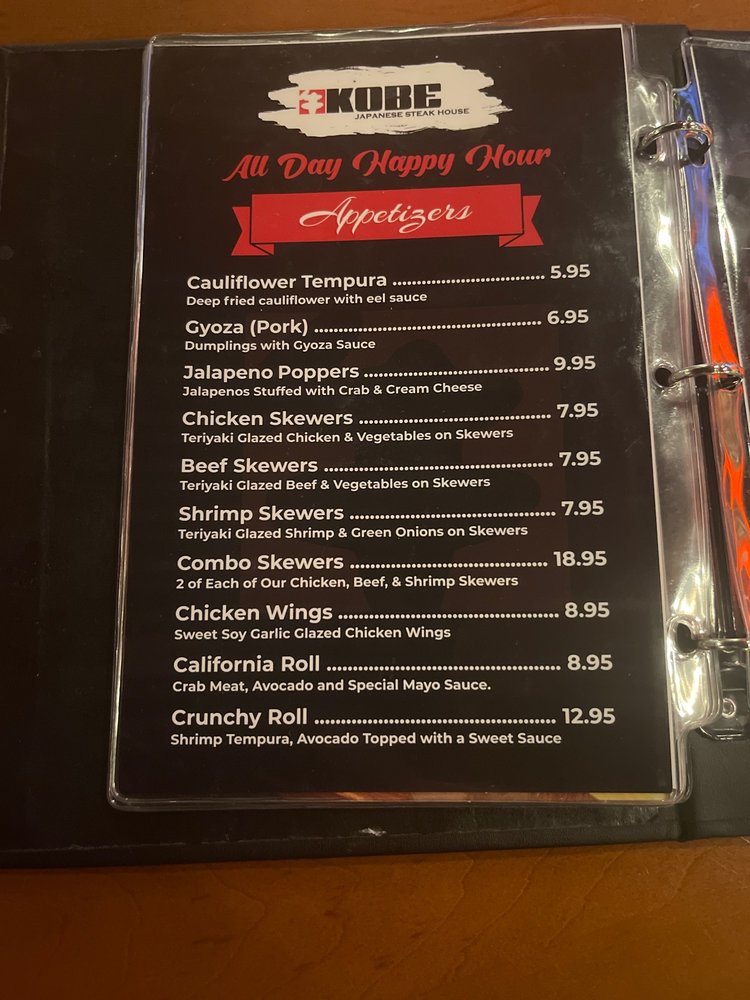 KOBE
JAPANESE STEAK HOUSE
All Day Happy Hour
Appetizers
Cauliflower Tempura ............................. 5.95
Deep fried cauliflower with eel sauce
Gyoza (Pork) ........................................... 6.95
Dumplings with Gyoza Sauce
Jalapeno Poppers .................................... 9.95
Jalapenos Stuffed with Crab & Cream Cheese
Chicken Skewers ..................................... 7.95
Teriyaki Glazed Chicken & Vegetables on Skewers
Beef Skewers ............................................ 7.95
Teriyaki Glazed Beef & Vegetables on Skewers
Shrimp Skewers ....................................... 7.95
Teriyaki Glazed Shrimp & Green Onions on Skewers
Combo Skewers ...................................... 18.95
2 of Each of Our Chicken, Beef, & Shrimp Skewers
Chicken Wings .......................................... 8.95
Sweet Soy Garlic Glazed Chicken Wings
California Roll ............................................. 8.95
Crab Meat, Avocado and Special Mayo Sauce.
Crunchy Roll .............................................. 12.95
Shrimp Tempura, Avocado Topped with a Sweet Sauce